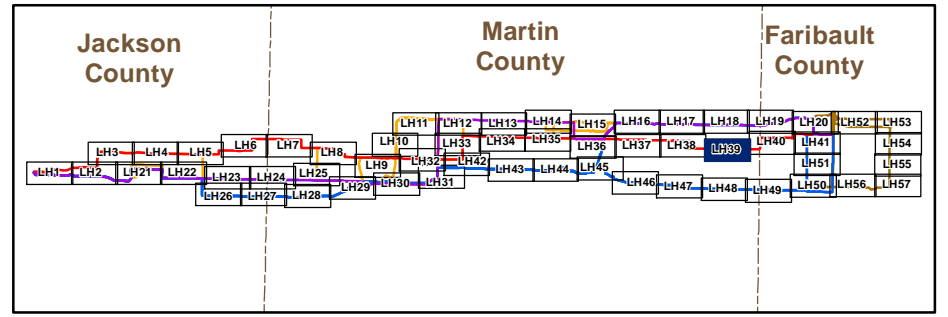 Jackson
County
Martin
County
Faribault
County
LH11 LH12 LH13 LH14 LH15 LH16 LH17 LH18 LH19 LH20 LH52 LH53
LH3 LH4 LH5 LH6 LH7 LH8 LH10 LH33 LH34 LH35 LH36 LH37 LH38 LH39 LH40 LH41 LH54
LH1 LH2 LH21 LH22 LH23 LH24 LH25 LH9 LH32 LH42 LH43 LH44 LH45 LH51 LH55
LH26 LH27 LH28 LH29 LH30 LH31 LH46 LH47 LH48 LH49 LH50 LH56 LH57